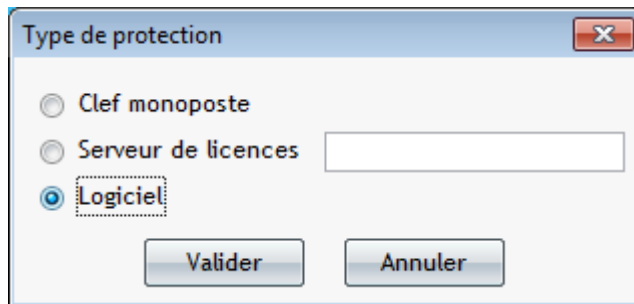 Type de protection
Clef monoposte
Serveur de licences
Logiciel
Valider Annuler